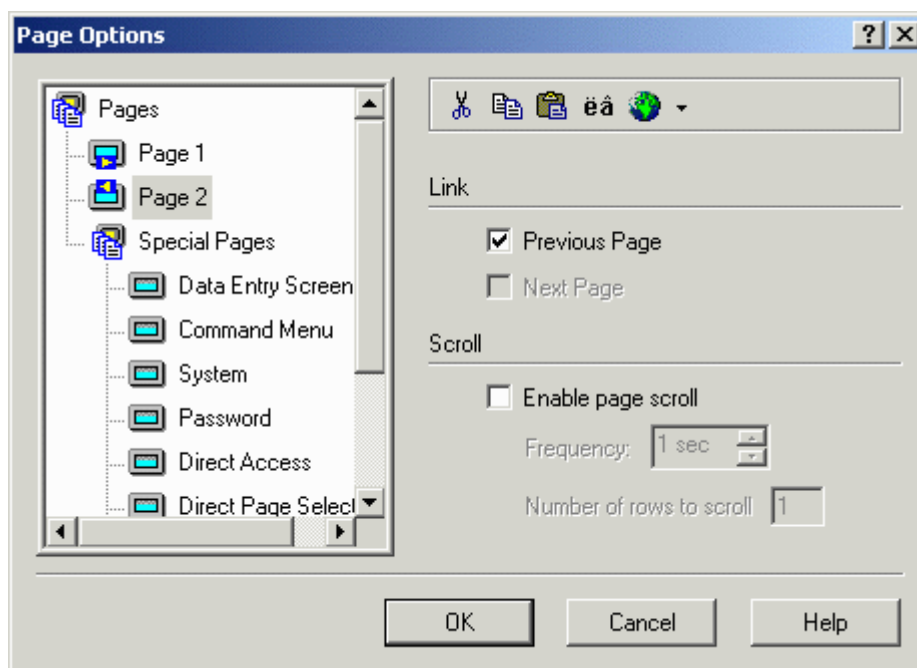 Page Options
Pages
Page 1
Page 2
Special Pages
Data Entry Screen
Command Menu
System
Password
Direct Access
Direct Page Select
ëâ
Link
Previous Page
Next Page
Scroll
Enable page scroll
Frequency: 1 sec
Number of rows to scroll 1
OK Cancel Help